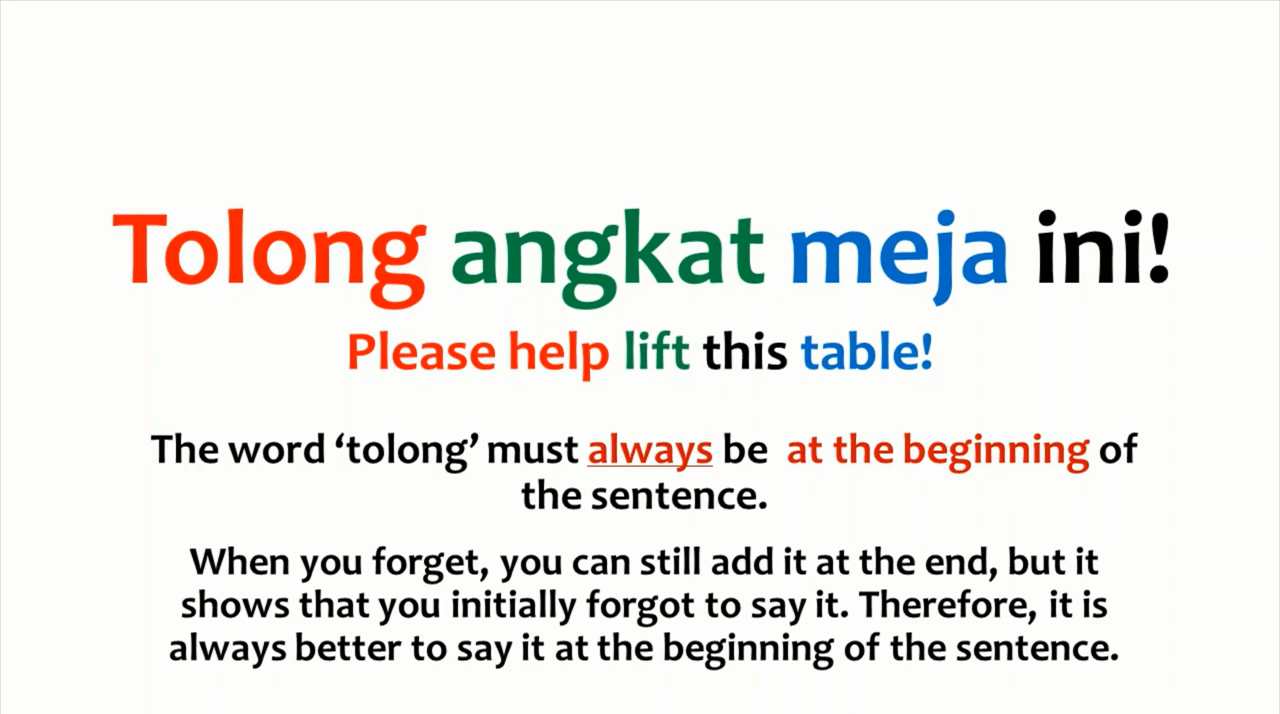 Tolong angkat meja ini!
Please help lift this table!
The word ‘tolong’ must always be at the beginning of
the sentence.
When you forget, you can still add it at the end, but it
shows that you initially forgot to say it. Therefore, it is
always better to say it at the beginning of the sentence.